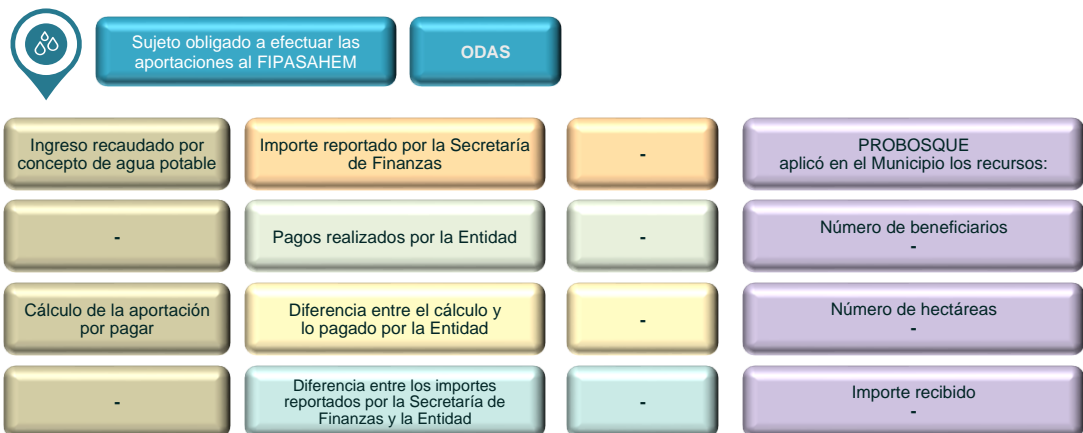 Sujeto obligado a efectuar las
aportaciones al FIPASAHEM
ODAS
Ingreso recaudado por
concepto de agua potable
Importe reportado por la Secretaría
de Finanzas
-
PROBOSQUE
aplicó en el Municipio los recursos:
-
Pagos realizados por la Entidad
-
Número de beneficiarios
-
Cálculo de la aportación
por pagar
Diferencia entre el cálculo y
lo pagado por la Entidad
-
Número de hectáreas
-
-
Diferencia entre los importes
reportados por la Secretaría de
Finanzas y la Entidad
-
Importe recibido
-